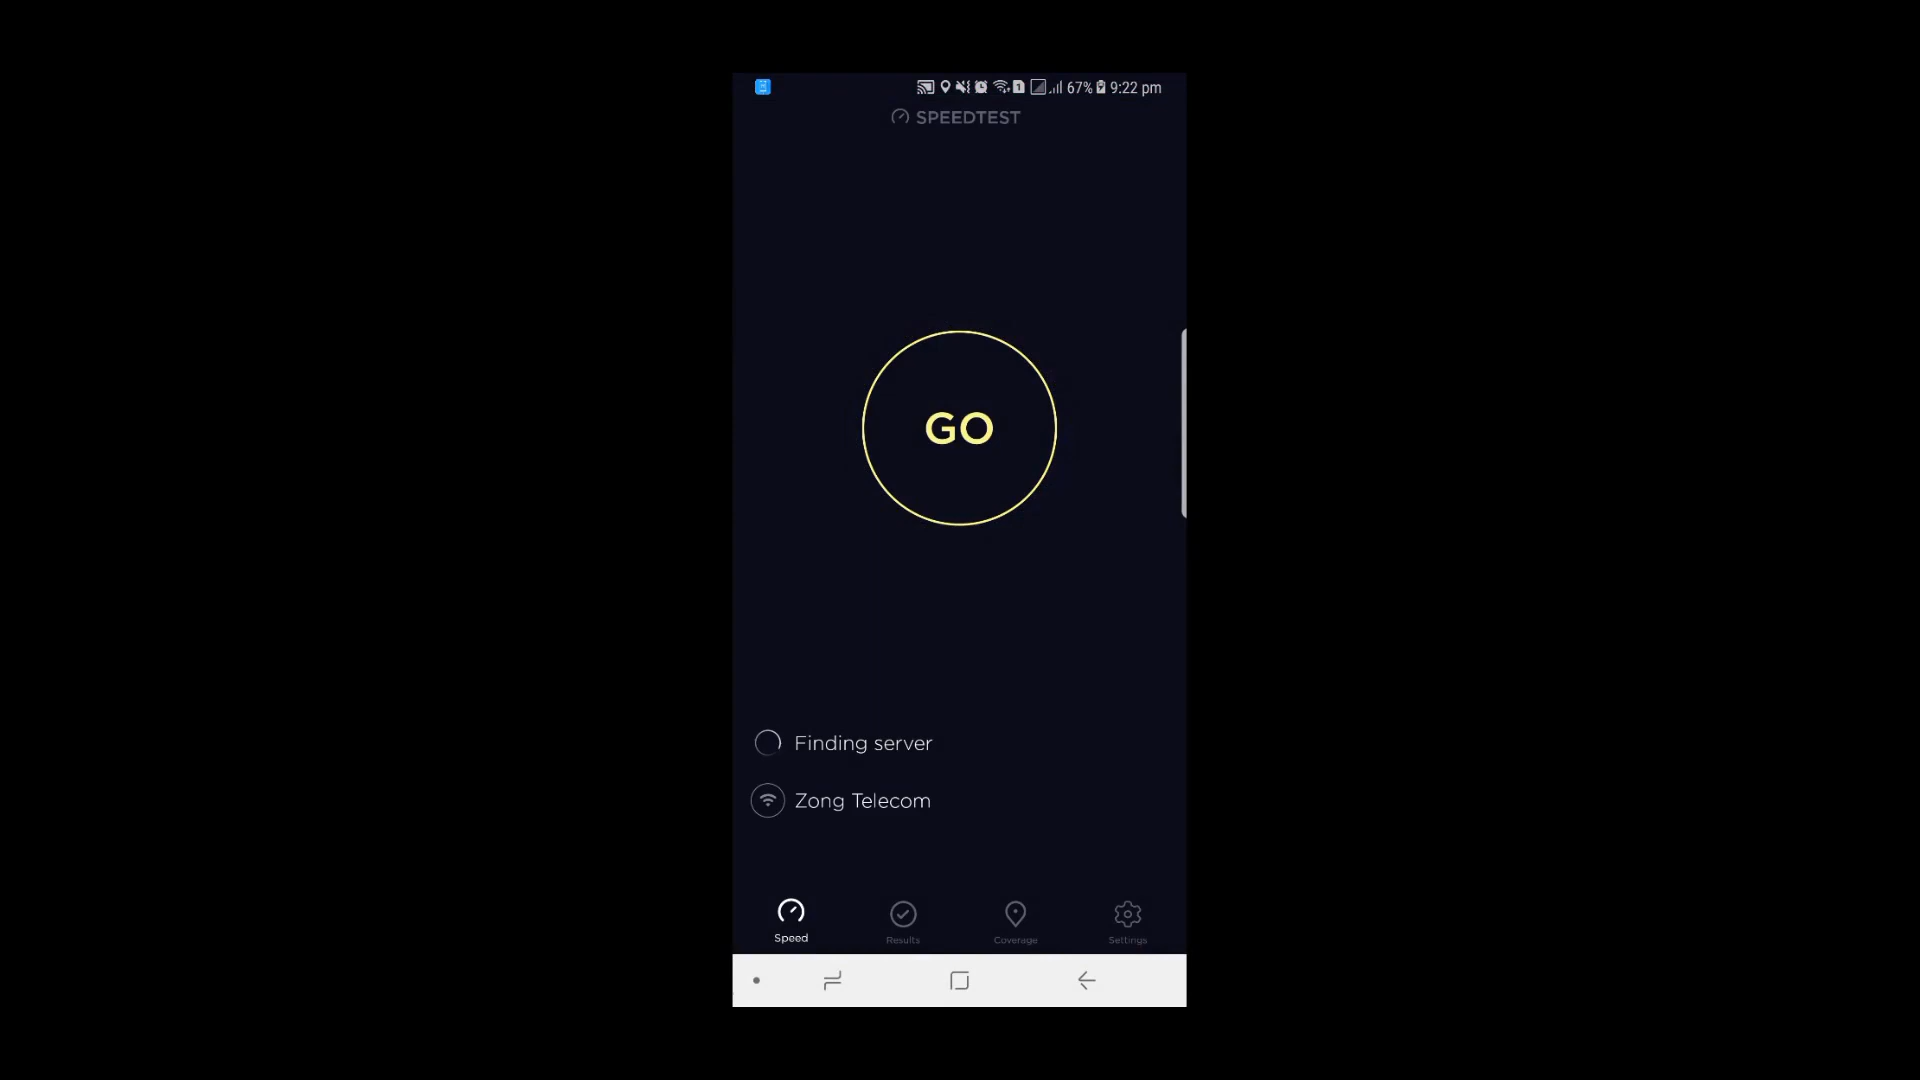 67% 9:22 pm
SPEEDTEST
GO
Finding server
Zong Telecom
Speed
Results
Coverage
Settings